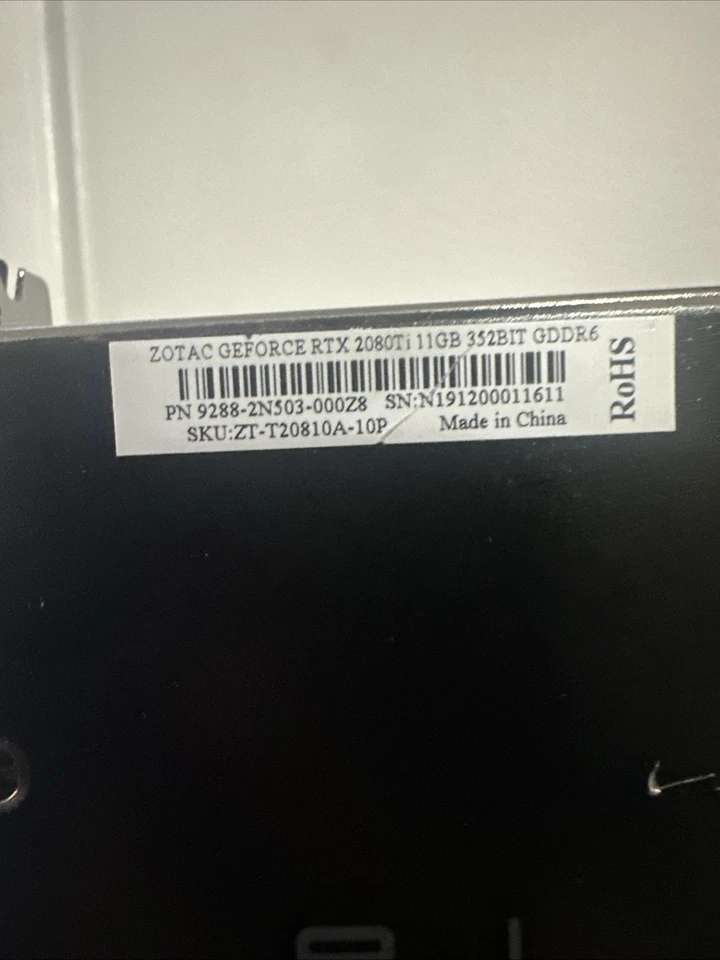 ZOTAC GEFORCE RTX 2080Ti 11GB 352BIT GDDR6
PN 9288-2N503-000Z8 SN:N191200011611
SKU:ZT-T20810A-10P Made in China
RoHS